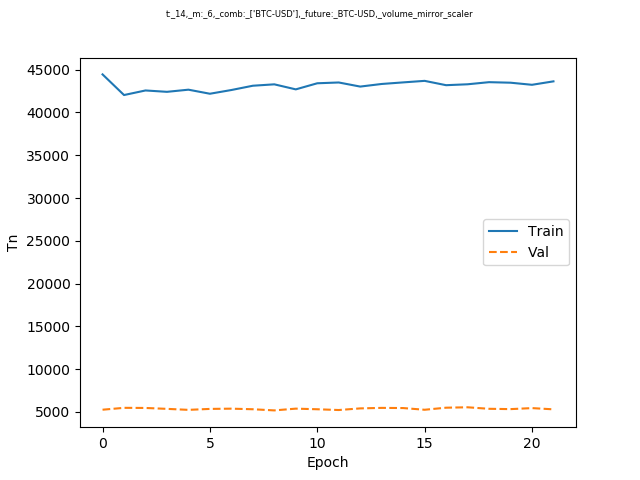 t:_14,_m:_6,_comb:_['BTC-USD'],_future:_BTC-USD,_volume_mirror_scaler
45000
40000
35000
30000
25000
20000
15000
10000
5000
Tn
Train
Val
0 5 10 15 20
Epoch